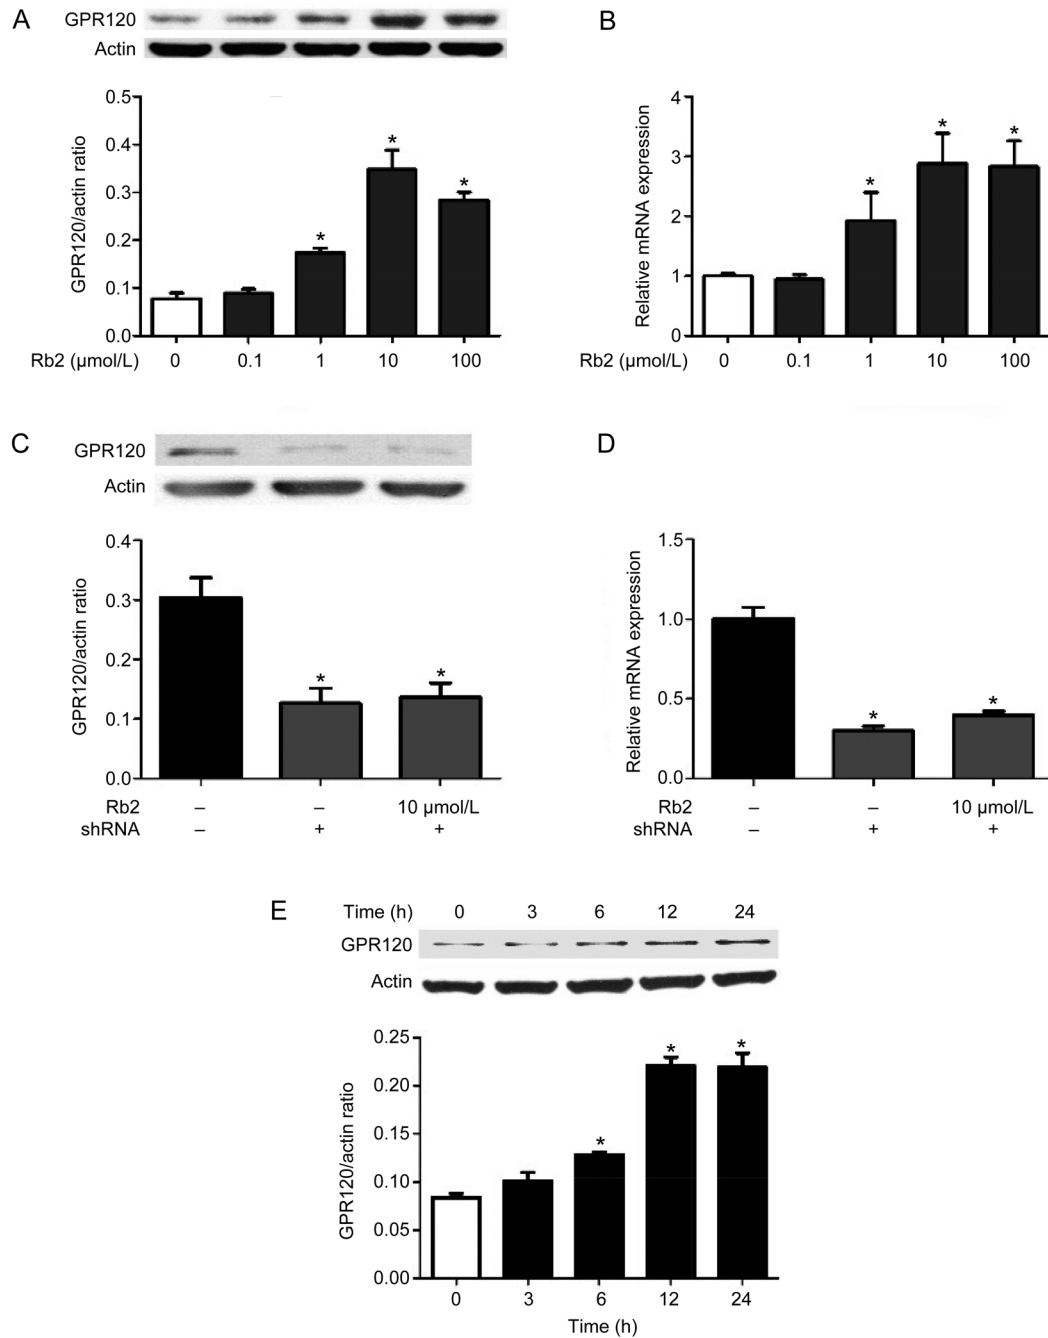 A
GPR120
Actin
GPR120/actin ratio
0.5
0.4
0.3
0.2
0.1
0.0
* * *
Rb2 (μmol/L) 0 0.1 1 10 100
B
Relative mRNA expression
4
3
2
1
0
* * *
Rb2 (μmol/L) 0 0.1 1 10 100
C
GPR120
Actin
GPR120/actin ratio
0.4
0.3
0.2
0.1
0.0
* *
Rb2 – – 10 μmol/L
shRNA – + +
D
Relative mRNA expression
1.5
1.0
0.5
0.0
* *
Rb2 – – 10 μmol/L
shRNA – + +
E
Time (h) 0 3 6 12 24
GPR120
Actin
GPR120/actin ratio
0.25
0.20
0.15
0.10
0.05
0.00
* * *
0 3 6 12 24
Time (h)